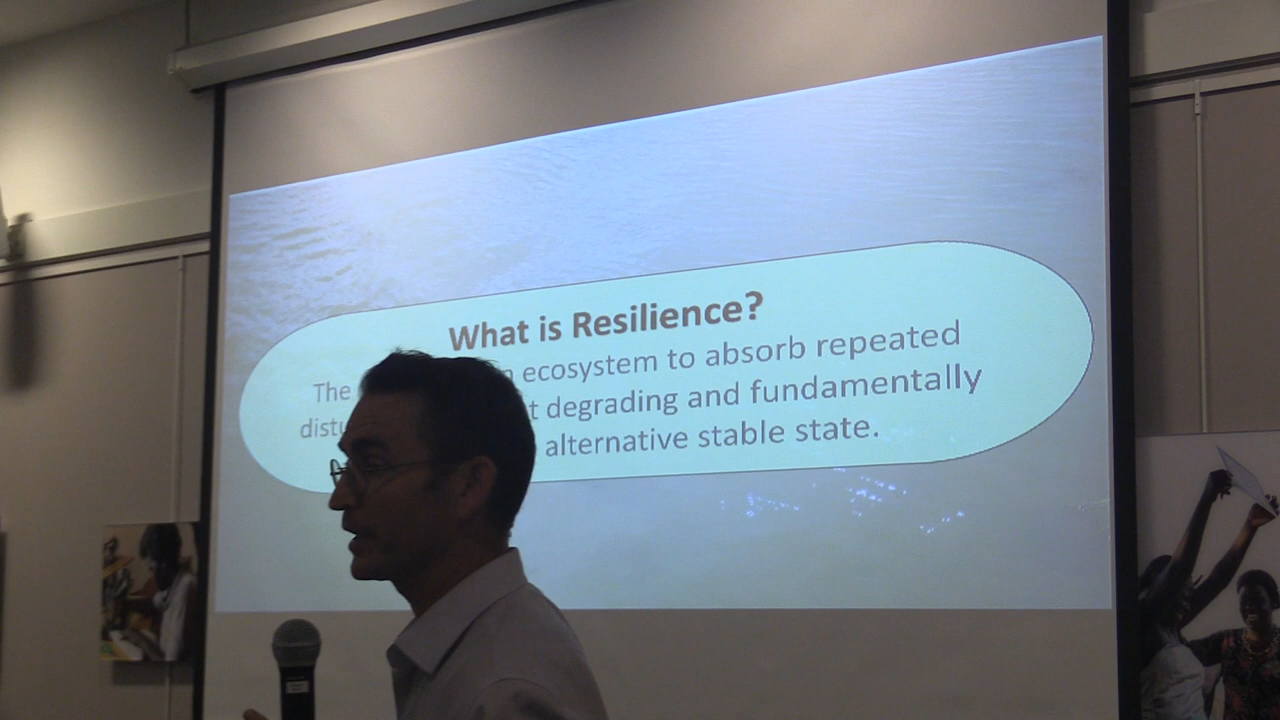 What is Resilience?
The ecosystem to absorb repeated
degrading and fundamentally
alternative stable state.